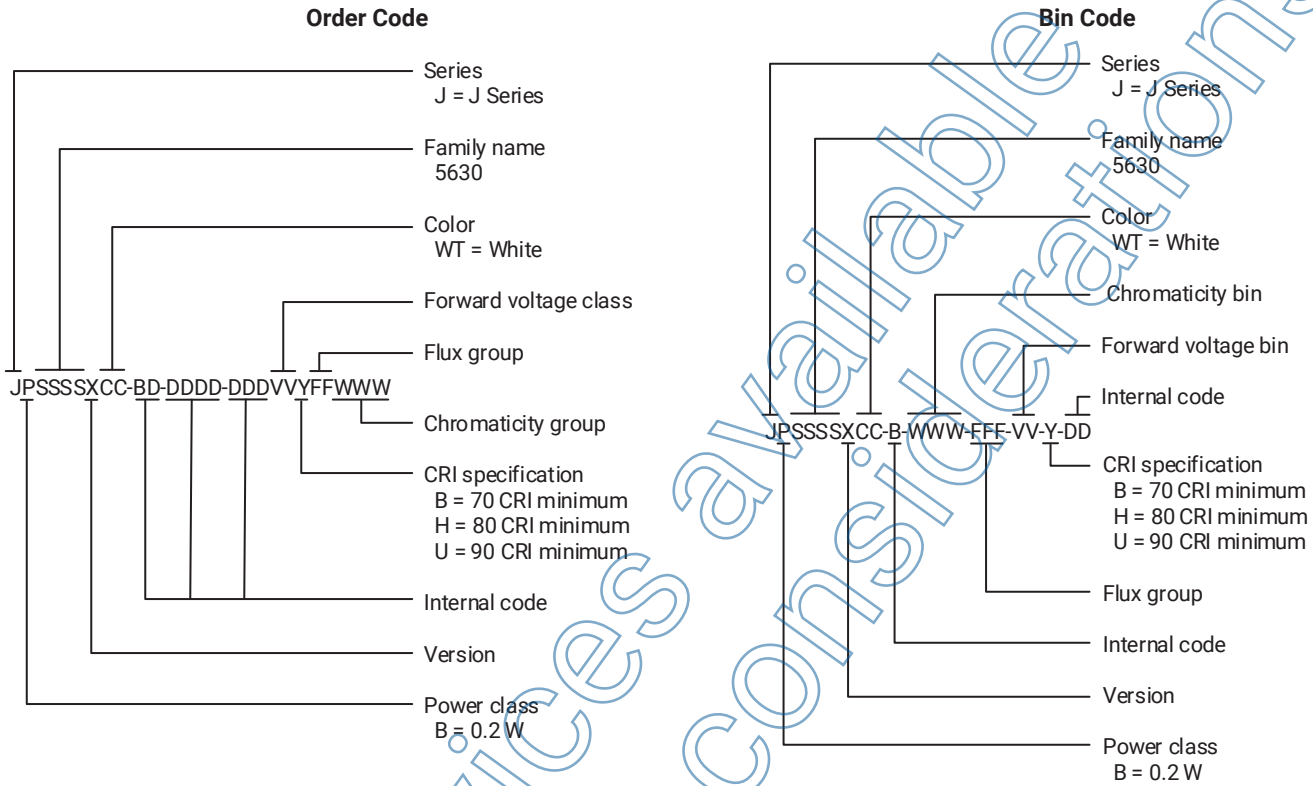 Order Code
Series
J = J Series
Family name
5630
Color
WT = White
Forward voltage class
Flux group
JPSSSSXCC-BD-DDDD-DDDVVYFFWWW
Chromaticity group
CRI specification
B = 70 CRI minimum
H = 80 CRI minimum
U = 90 CRI minimum
Internal code
Version
Power class
B = 0.2 W
Bin Code
Series
J = J Series
Family name
5630
Color
WT = White
Chromaticity bin
Forward voltage bin
Internal code
JPSSSSXCC-B-WWW-FFF-VV-Y-DD
CRI specification
B = 70 CRI minimum
H = 80 CRI minimum
U = 90 CRI minimum
Flux group
Internal code
Version
Power class
B = 0.2 W
available
considerations